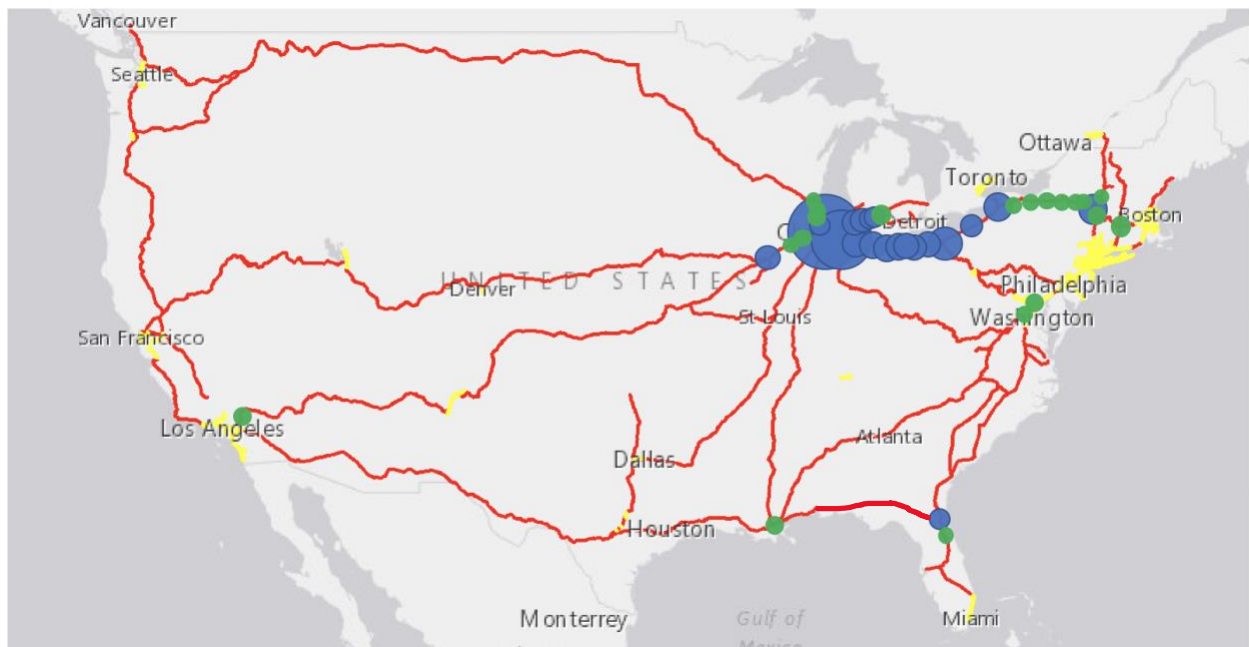 Vancouver
Seattle
Ottawa
Toronto
Boston
Detroit
UNITED STATES
Denver
Philadelphia
St Louis
Washington
San Francisco
Los Angeles
Atlanta
Dallas
Houston
Monterrey
Gulf of
Mexico
Miami